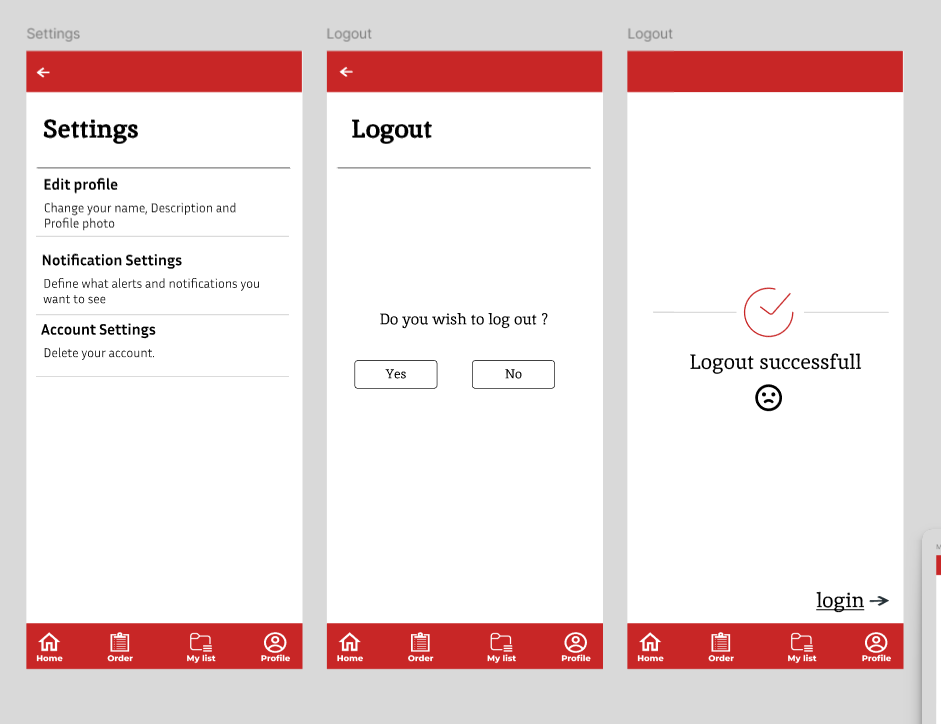 Settings
Settings
Edit profile
Change your name, Description and
Profile photo
Notification Settings
Define what alerts and notifications you
want to see
Account Settings
Delete your account.
Home
Order
My list
Profile
Logout
Logout
Do you wish to log out ?
Yes
No
Home
Order
My list
Profile
Logout
Logout successfull
login
Home
Order
My list
Profile